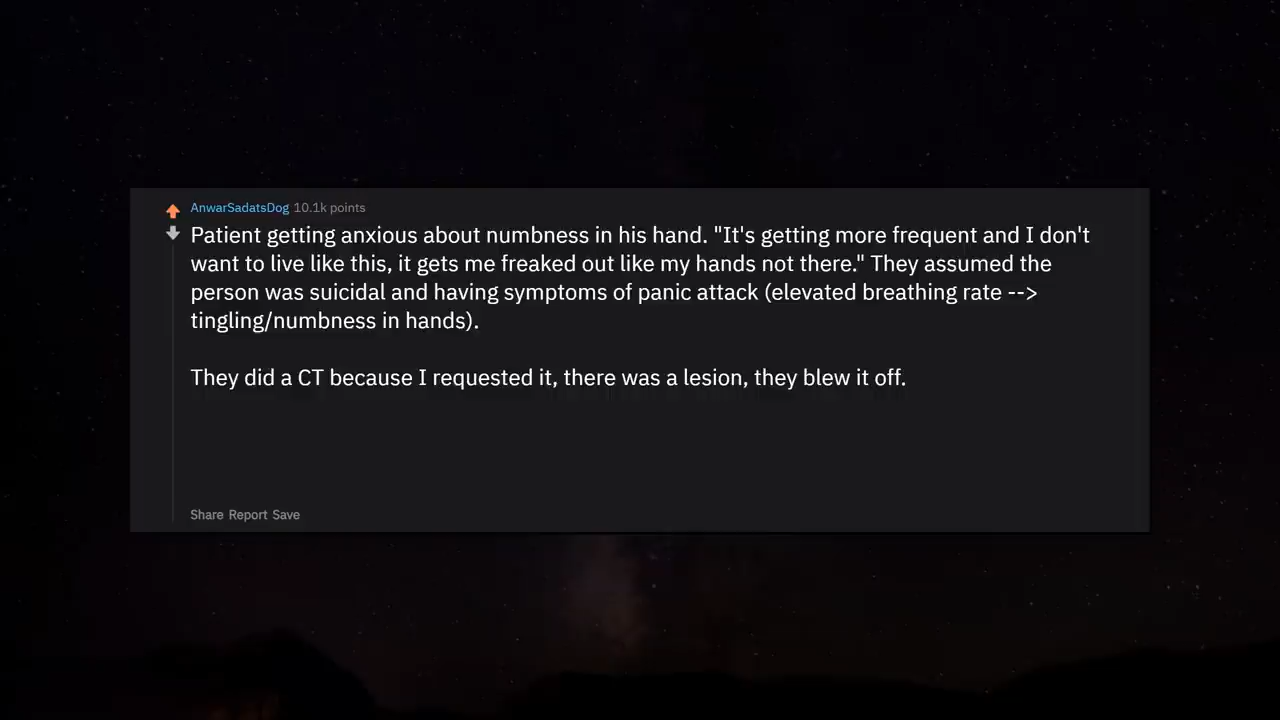 AnwarSadatsDog 10.1k points
Patient getting anxious about numbness in his hand. "It's getting more frequent and I don't
want to live like this, it gets me freaked out like my hands not there." They assumed the
person was suicidal and having symptoms of panic attack (elevated breathing rate -->
tingling/numbness in hands).
They did a CT because I requested it, there was a lesion, they blew it off.
Share Report Save